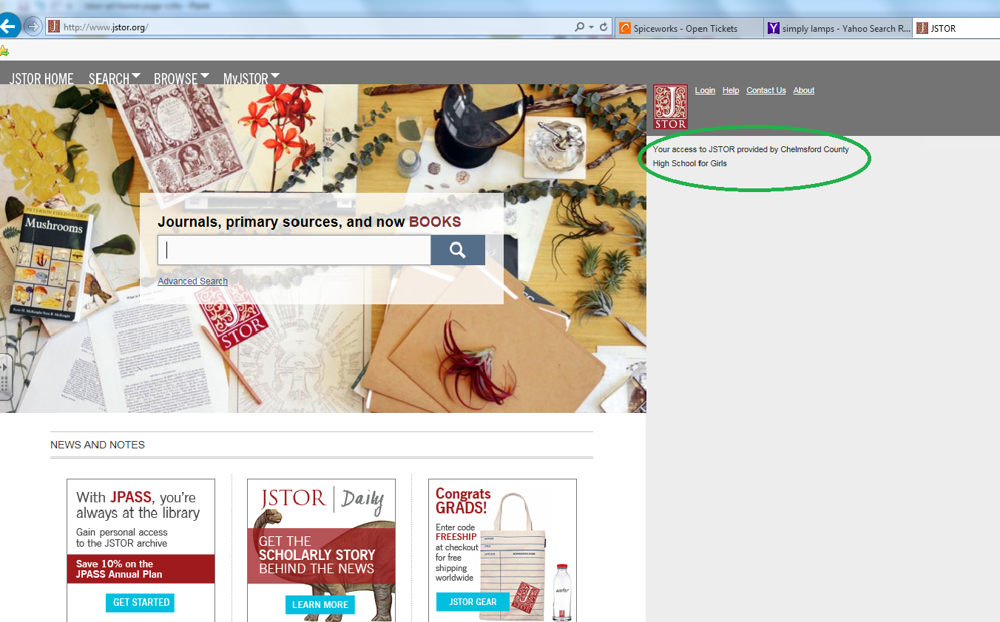 http://www.jstor.org/
Spiceworks - Open Tickets
simply lamps - Yahoo Search R...
JSTOR
JSTOR HOME
SEARCH
BROWSE
MyJSTOR
JSTOR
Login
Help
Contact Us
About
Your access to JSTOR provided by Chelmsford County
High School for Girls
PETERSON FIELD GUIDES
Mushrooms
Journals, primary sources, and now BOOKS
Advanced Search
JSTOR
NEWS AND NOTES
With JPASS, you're
always at the library
Gain personal access
to the JSTOR archive
Save 10% on the
JPASS Annual Plan
GET STARTED
JSTOR Daily
GET THE
SCHOLARLY STORY
BEHIND THE NEWS
LEARN MORE
Congrats
GRADS!
Enter code
FREESHIP
at checkout
for free
shipping
worldwide
JSTOR GEAR
water